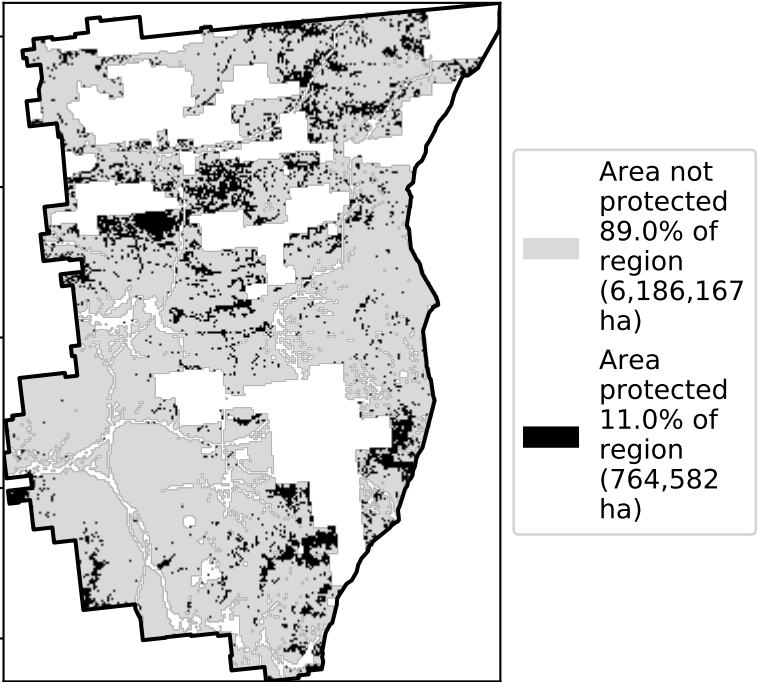 Area not
protected
89.0% of
region
(6,186,167
ha)
Area
protected
11.0% of
region
(764,582
ha)